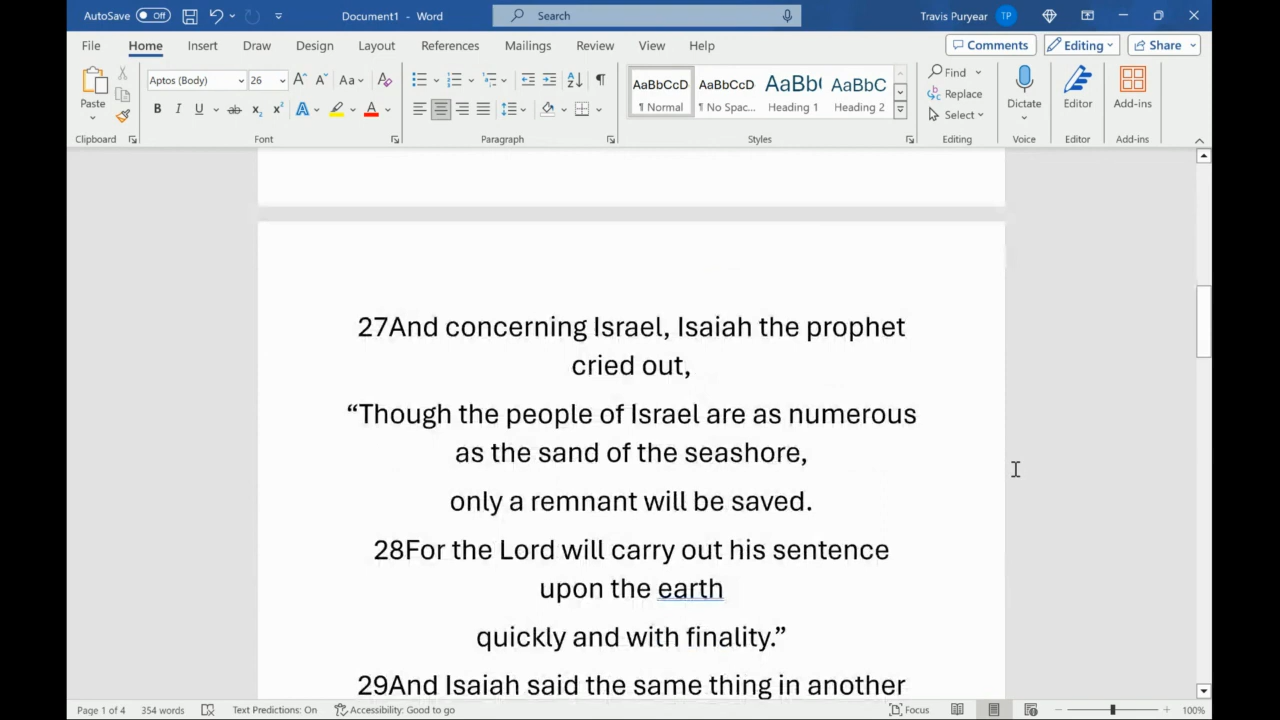 AutoSave Off Document1 - Word Search Travis Puryear TP
File Home Insert Draw Design Layout References Mailings Review View Help Comments Editing Share
Paste
Aptos (Body) 26 A A Aa A
B I U ab x₂ x² A A
AaBbCcD AaBbCcD AaBb( AaBbC
¶ Normal ¶ No Spac... Heading 1 Heading 2
Find
Replace
Select
Dictate
Editor
Add-ins
Clipboard Font Paragraph Styles Editing Voice Editor Add-ins
27And concerning Israel, Isaiah the prophet
cried out,
“Though the people of Israel are as numerous
as the sand of the seashore,
only a remnant will be saved.
28For the Lord will carry out his sentence
upon the earth
quickly and with finality.”
29And Isaiah said the same thing in another
Page 1 of 4 354 words Text Predictions: On Accessibility: Good to go Focus 100%